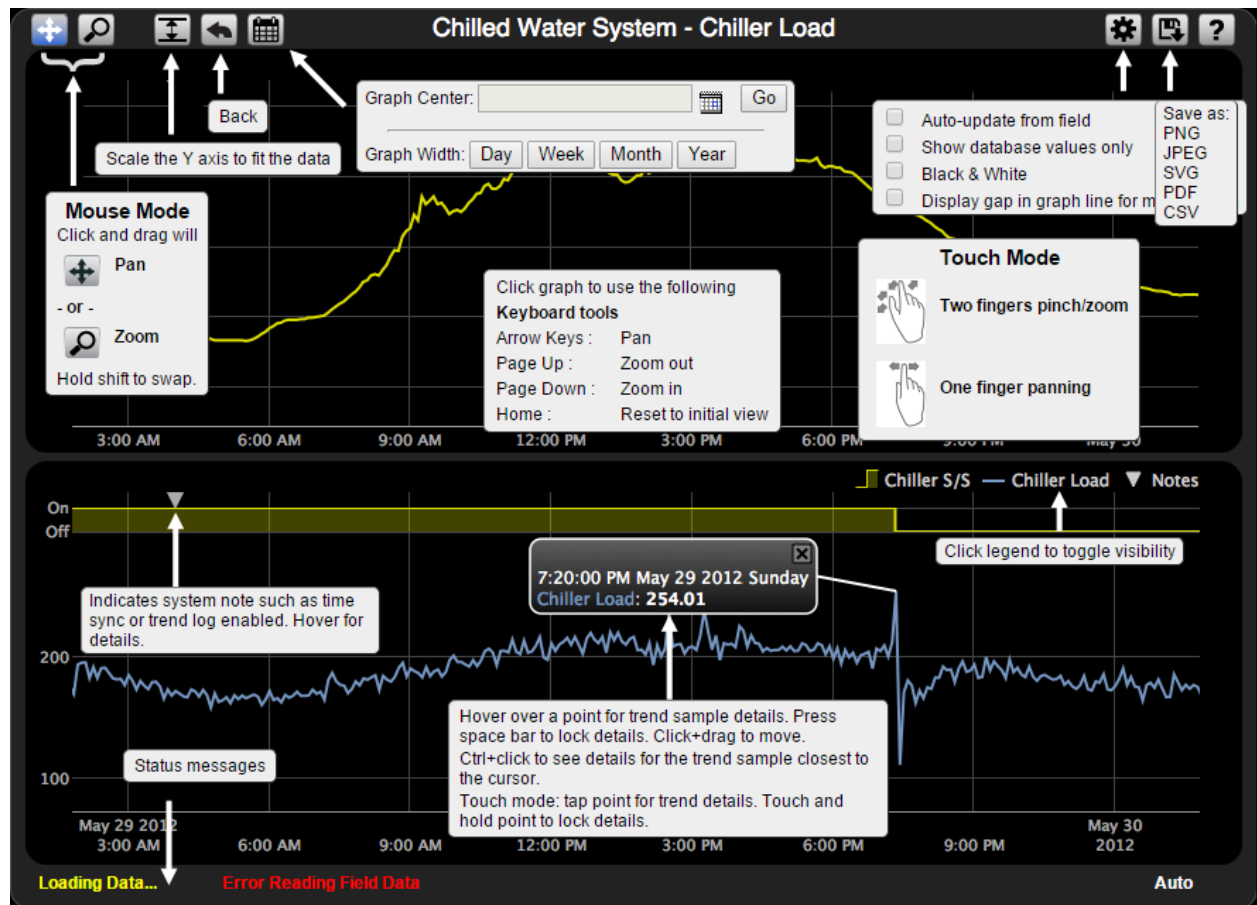 Chilled Water System - Chiller Load
?
Back
Scale the Y axis to fit the data
Graph Center:
Go
Graph Width: Day Week Month Year
Auto-update from field
Show database values only
Black & White
Display gap in graph line for m
Save as:
PNG
JPEG
SVG
PDF
CSV
Mouse Mode
Click and drag will
Pan
- or -
Zoom
Hold shift to swap.
Click graph to use the following
Keyboard tools
Arrow Keys : Pan
Page Up : Zoom out
Page Down : Zoom in
Home : Reset to initial view
Touch Mode
Two fingers pinch/zoom
One finger panning
3:00 AM 6:00 AM 9:00 AM 12:00 PM 3:00 PM 6:00 PM 9:00 PM May 30
Chiller S/S Chiller Load Notes
On
Off
Click legend to toggle visibility
7:20:00 PM May 29 2012 Sunday
Chiller Load: 254.01
Indicates system note such as time
sync or trend log enabled. Hover for
details.
200
Hover over a point for trend sample details. Press
space bar to lock details. Click+drag to move.
Ctrl+click to see details for the trend sample closest to
the cursor.
Touch mode: tap point for trend details. Touch and
hold point to lock details.
Status messages
100
May 29 2012 May 30
3:00 AM 6:00 AM 9:00 AM 12:00 PM 3:00 PM 6:00 PM 9:00 PM 2012
Loading Data... Error Reading Field Data Auto